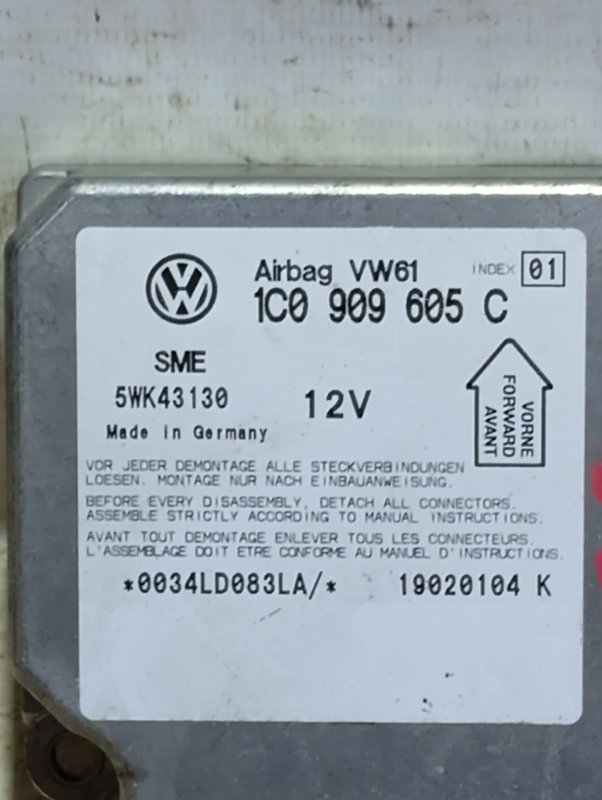 Airbag VW61 INDEX 01
1C0 909 605 C
SME
5WK43130 12V
Made in Germany
VORNE
FORWARD
AVANT
VOR JEDER DEMONTAGE ALLE STECKVERBINDUNGEN
LOESEN. MONTAGE NUR NACH EINBAUANWEISUNG.
BEFORE EVERY DISASSEMBLY, DETACH ALL CONNECTORS.
ASSEMBLE STRICTLY ACCORDING TO MANUAL INSTRUCTIONS.
AVANT TOUT DEMONTAGE ENLEVER TOUS LES CONNECTEURS.
L'ASSEMBLAGE DOIT ETRE CONFORME AU MANUEL D'INSTRUCTIONS.
*0034LD083LA/* 19020104 K